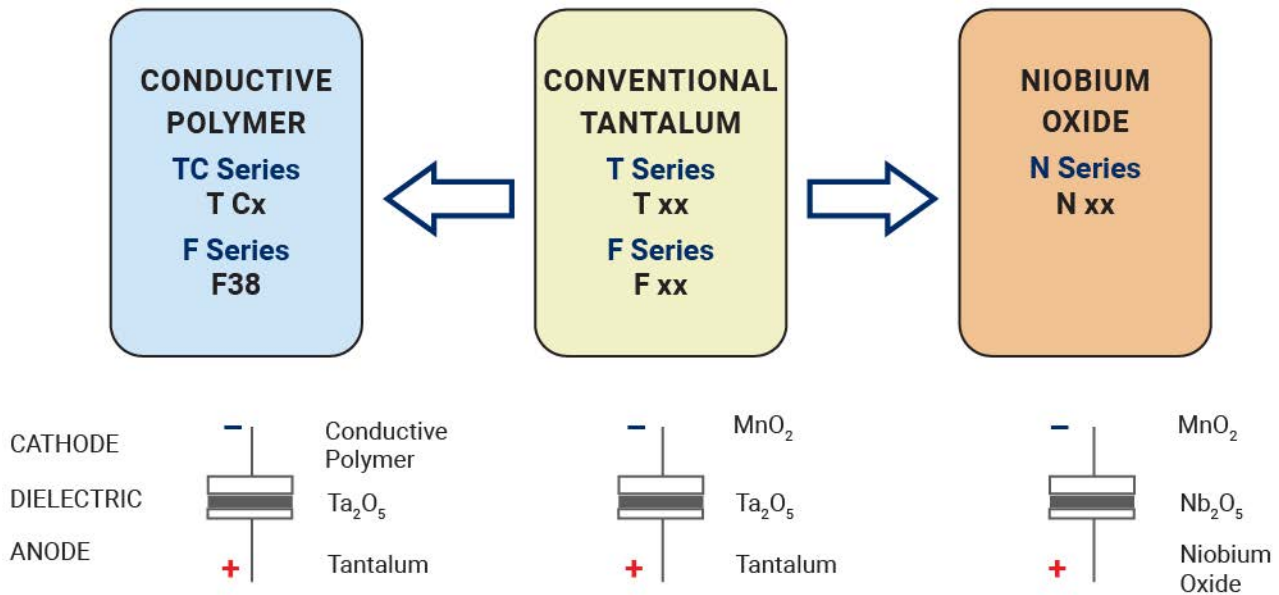 CONDUCTIVE
POLYMER
TC Series
T Cx
F Series
F38
CONVENTIONAL
TANTALUM
T Series
T xx
F Series
F xx
NIOBIUM
OXIDE
N Series
N xx
CATHODE
DIELECTRIC
ANODE
−
Conductive
Polymer
Ta₂O₅
+
Tantalum
−
MnO₂
Ta₂O₅
+
Tantalum
−
MnO₂
Nb₂O₅
+
Niobium
Oxide